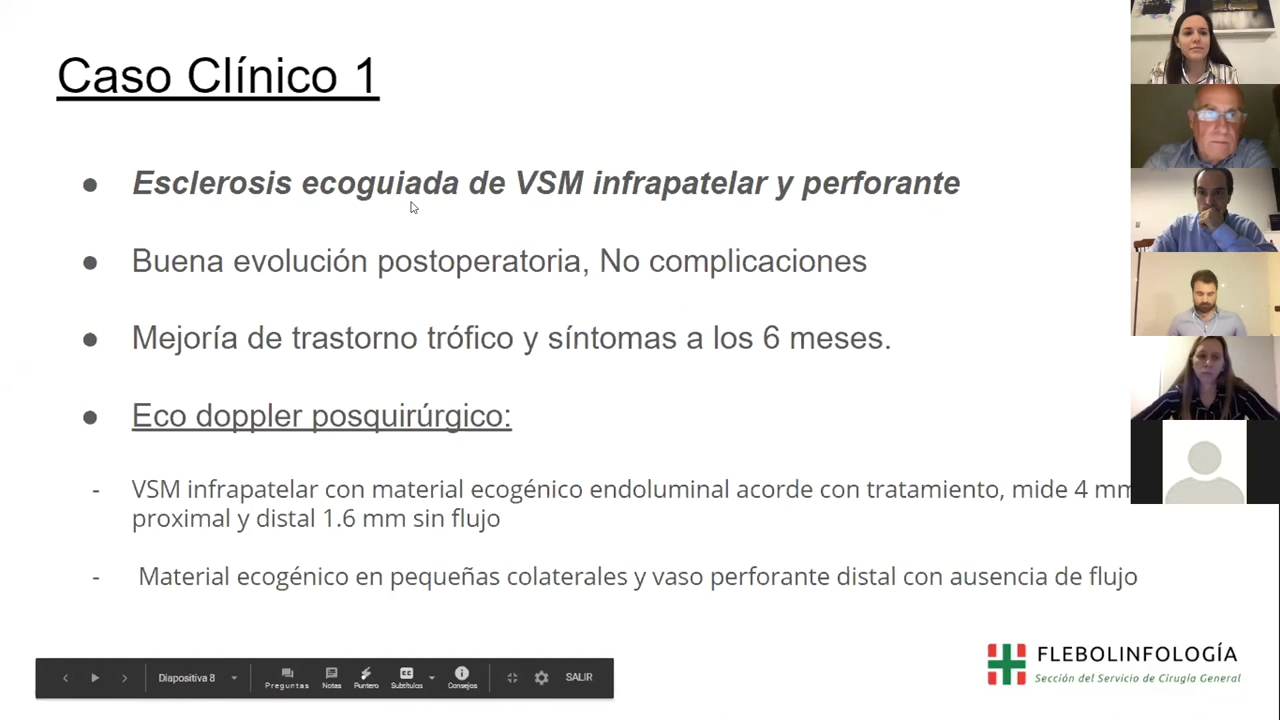 Caso Clínico 1
● Esclerosis ecoguiada de VSM infrapatelar y perforante
● Buena evolución postoperatoria, No complicaciones
● Mejoría de trastorno trófico y síntomas a los 6 meses.
● Eco doppler posquirúrgico:
- VSM infrapatelar con material ecogénico endoluminal acorde con tratamiento, mide 4 mm
proximal y distal 1.6 mm sin flujo
- Material ecogénico en pequeñas colaterales y vaso perforante distal con ausencia de flujo
FLEBOLINFOLOGÍA
Sección del Servicio de Cirugía General
Diapositiva 8
Preguntas
Notas
Puntero
Subtítulos
Consejos
SALIR